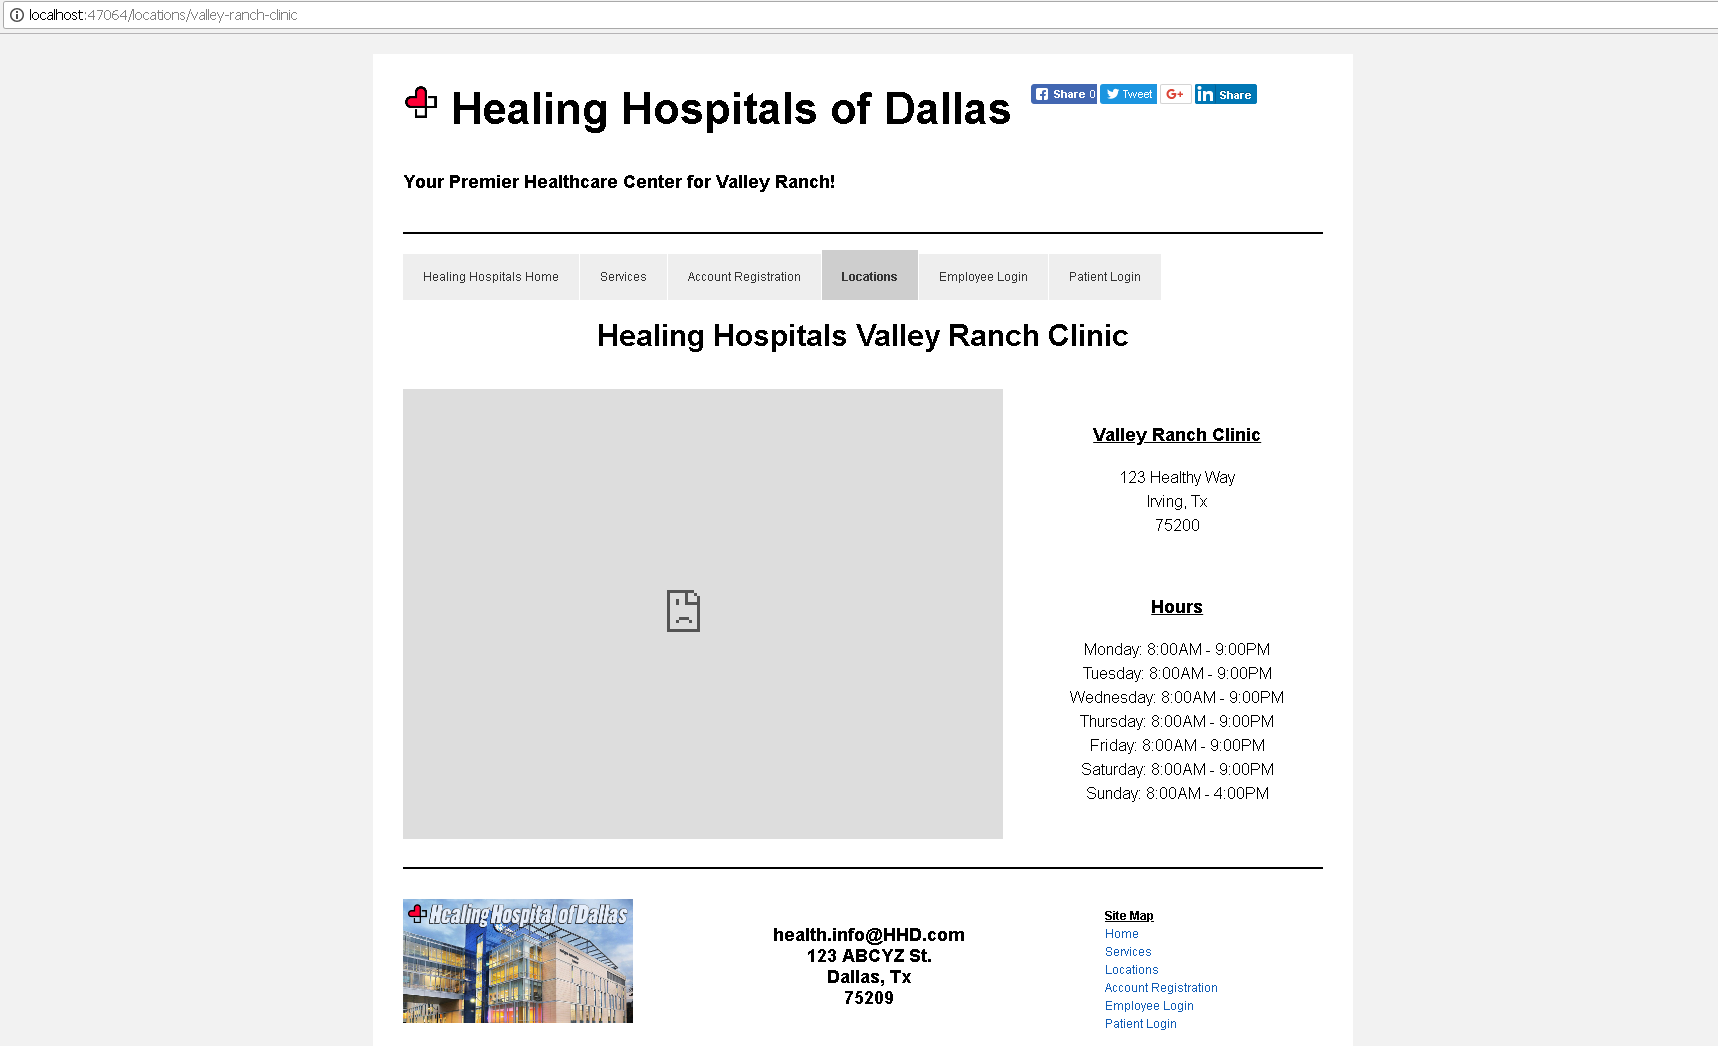 localhost:47064/locations/valley-ranch-clinic
Healing Hospitals of Dallas
Share 0
Tweet
G+
in Share
Your Premier Healthcare Center for Valley Ranch!
Healing Hospitals Home
Services
Account Registration
Locations
Employee Login
Patient Login
Healing Hospitals Valley Ranch Clinic
Valley Ranch Clinic
123 Healthy Way
Irving, Tx
75200
Hours
Monday: 8:00AM - 9:00PM
Tuesday: 8:00AM - 9:00PM
Wednesday: 8:00AM - 9:00PM
Thursday: 8:00AM - 9:00PM
Friday: 8:00AM - 9:00PM
Saturday: 8:00AM - 9:00PM
Sunday: 8:00AM - 4:00PM
Healing Hospital of Dallas
health.info@HHD.com
123 ABCYZ St.
Dallas, Tx
75209
Site Map
Home
Services
Locations
Account Registration
Employee Login
Patient Login